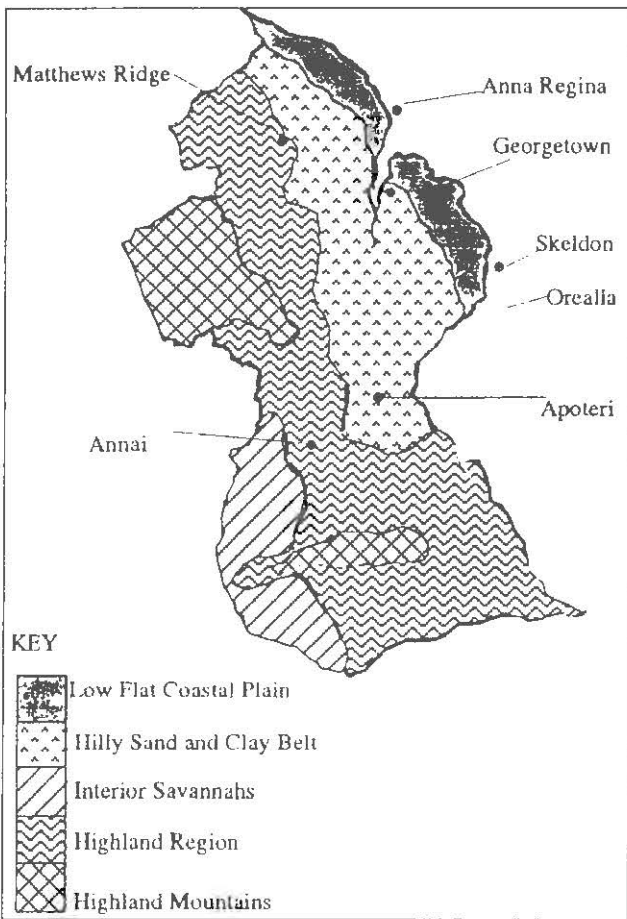 Matthews Ridge
Anna Regina
Georgetown
Skeldon
Orealla
Apoteri
Annai
KEY
Low Flat Coastal Plain
Hilly Sand and Clay Belt
Interior Savannahs
Highland Region
Highland Mountains